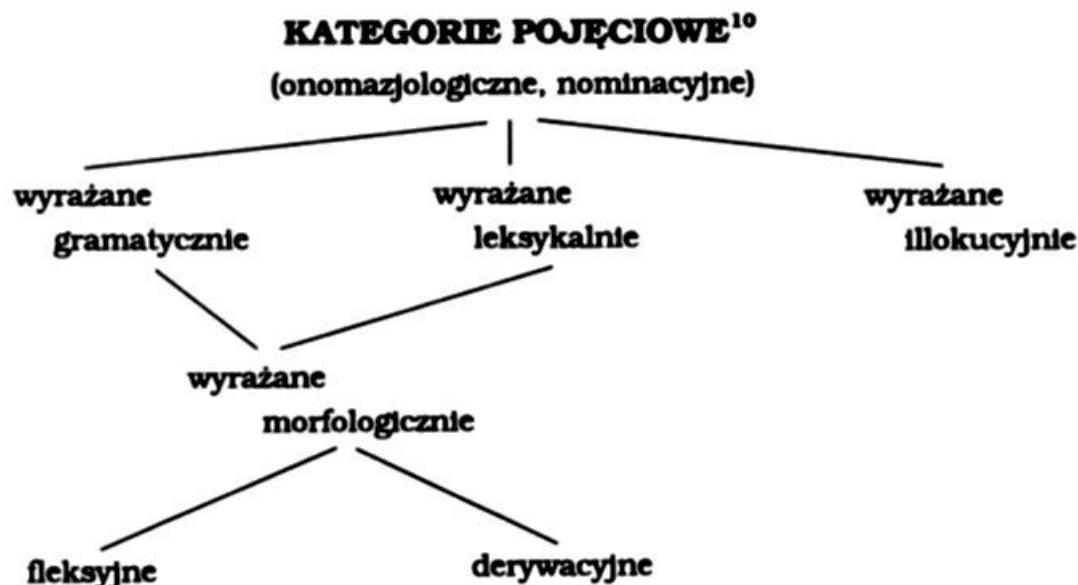 KATEGORIE POJĘCIOWE¹⁰
(onomazjologiczne, nominacyjne)
wyrażane wyrażane wyrażane
gramatycznie leksykalnie illokucyjnie
wyrażane
morfologicznie
fleksyjne derywacyjne